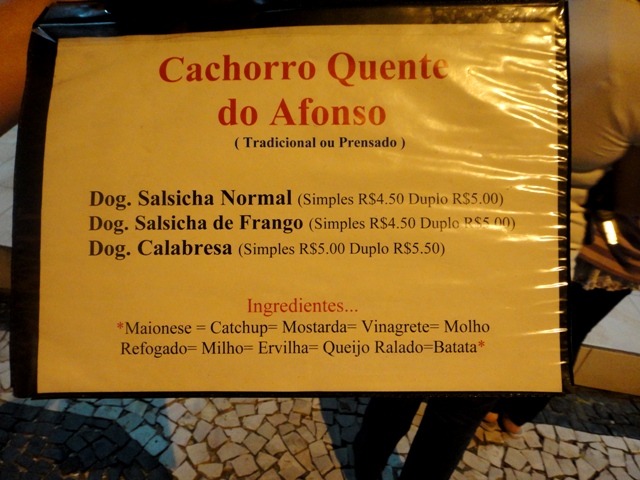 Cachorro Quente
do Afonso
( Tradicional ou Prensado )
Dog. Salsicha Normal (Simples R$4.50 Duplo R$5.00)
Dog. Salsicha de Frango (Simples R$4.50 Duplo R$5.00)
Dog. Calabresa (Simples R$5.00 Duplo R$5.50)
Ingredientes...
*Maionese = Catchup= Mostarda= Vinagrete= Molho
Refogado= Milho= Ervilha= Queijo Ralado=Batata*